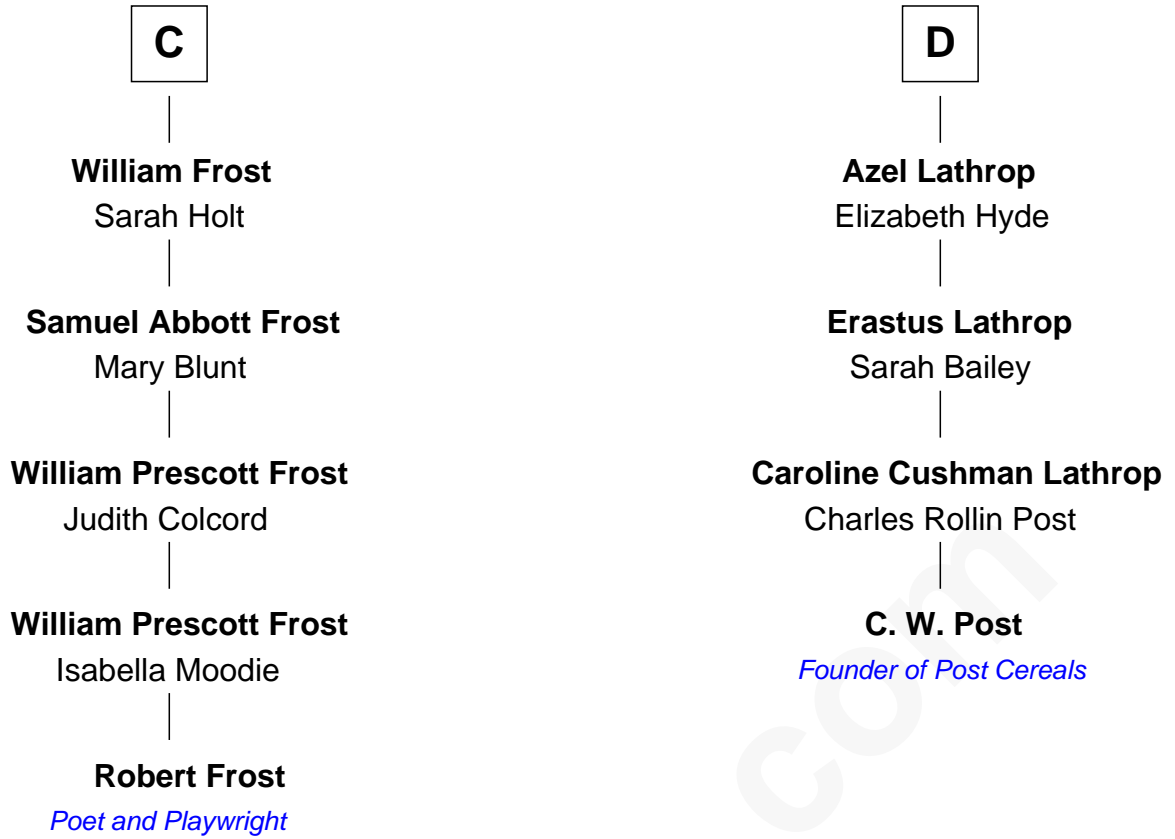 C
William Frost
Sarah Holt
Samuel Abbott Frost
Mary Blunt
William Prescott Frost
Judith Colcord
William Prescott Frost
Isabella Moodie
Robert Frost
Poet and Playwright
D
Azel Lathrop
Elizabeth Hyde
Erastus Lathrop
Sarah Bailey
Caroline Cushman Lathrop
Charles Rollin Post
C. W. Post
Founder of Post Cereals
com